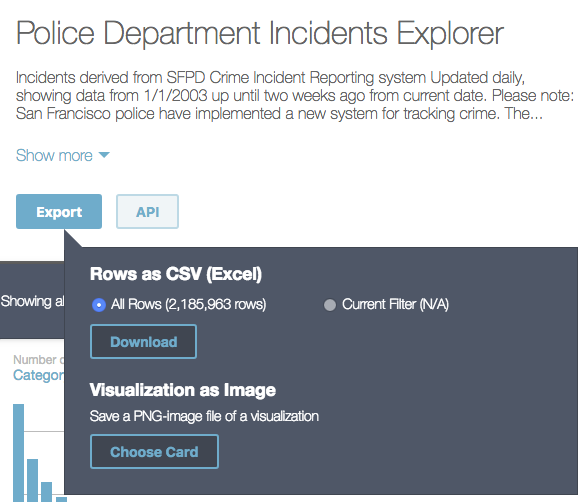 Police Department Incidents Explorer
Incidents derived from SFPD Crime Incident Reporting system Updated daily,
showing data from 1/1/2003 up until two weeks ago from current date. Please note:
San Francisco police have implemented a new system for tracking crime. The...
Show more
Export
API
Rows as CSV (Excel)
Showing al
All Rows (2,185,963 rows)
Current Filter (N/A)
Download
Number o
Categor
Visualization as Image
Save a PNG-image file of a visualization
Choose Card